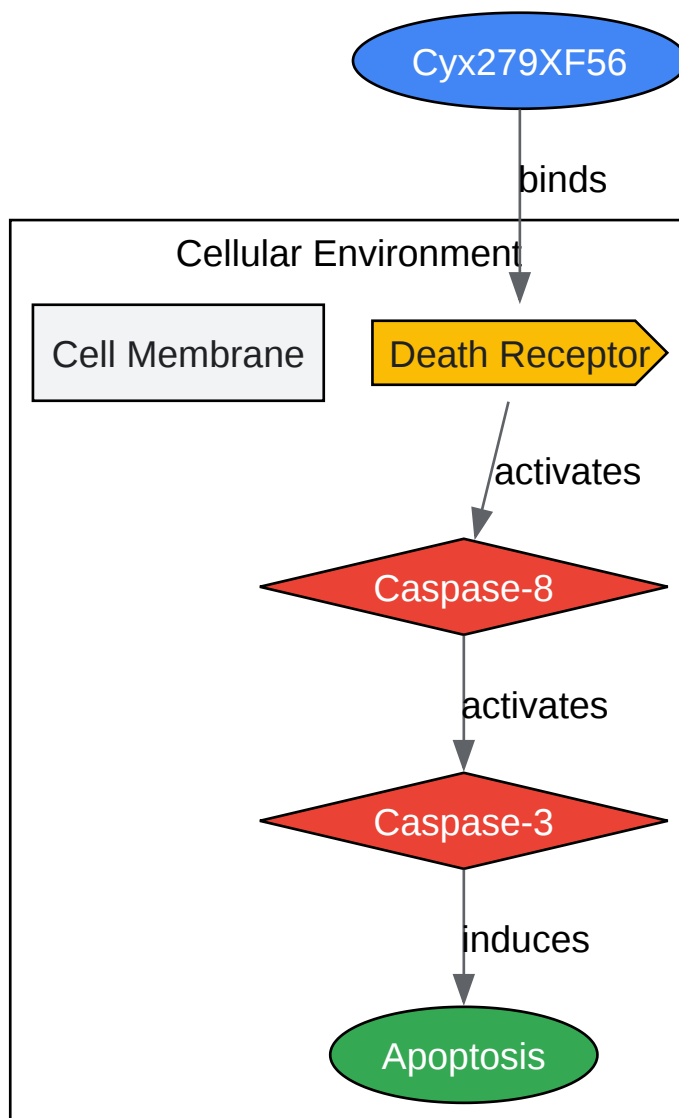 Cyx279XF56
binds
Cellular Environment
Cell Membrane
Death Receptor
activates
Caspase-8
activates
Caspase-3
induces
Apoptosis